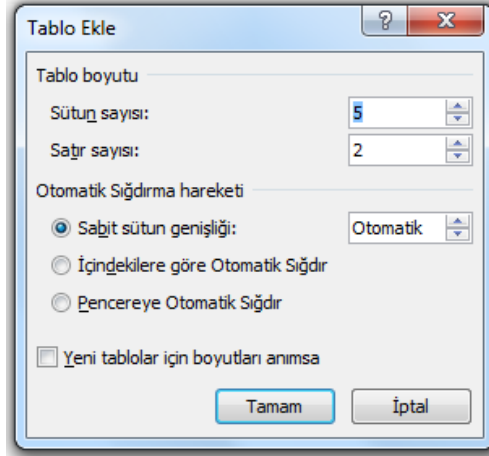 Tablo Ekle
Tablo boyutu
Sütun sayısı: 5
Satır sayısı: 2
Otomatik Sığdırma hareketi
Sabit sütun genişliği: Otomatik
İçindekilere göre Otomatik Sığdır
Pencereye Otomatik Sığdır
Yeni tablolar için boyutları anımsa
Tamam İptal